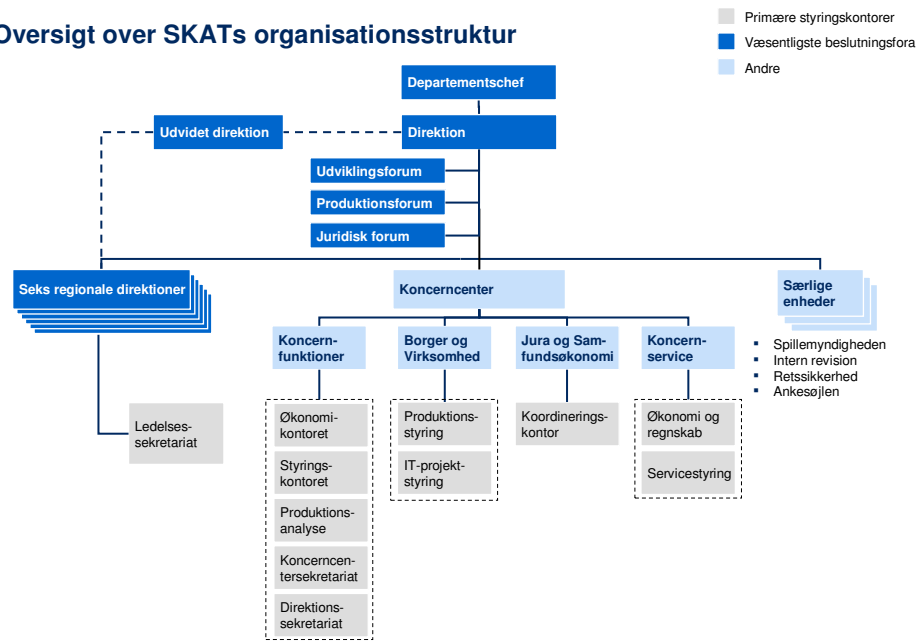 Oversigt over SKATs organisationsstruktur
Primære styringskontorer
Væsentligste beslutningsfora
Andre
Departementschef
Udvidet direktion
Direktion
Udviklingsforum
Produktionsforum
Juridisk forum
Seks regionale direktioner
Koncerncenter
Særlige
enheder
Koncern-
funktioner
Borger og
Virksomhed
Jura og Sam-
fundsøkonomi
Koncern-
service
▪ Spillemyndigheden
▪ Intern revision
▪ Retssikkerhed
▪ Ankesøjlen
Ledelses-
sekretariat
Økonomi-
kontoret
Styrings-
kontoret
Produktions-
analyse
Koncerncen-
tersekretariat
Direktions-
sekretariat
Produktions-
styring
IT-projekt-
styring
Koordinerings-
kontor
Økonomi og
regnskab
Servicestyring